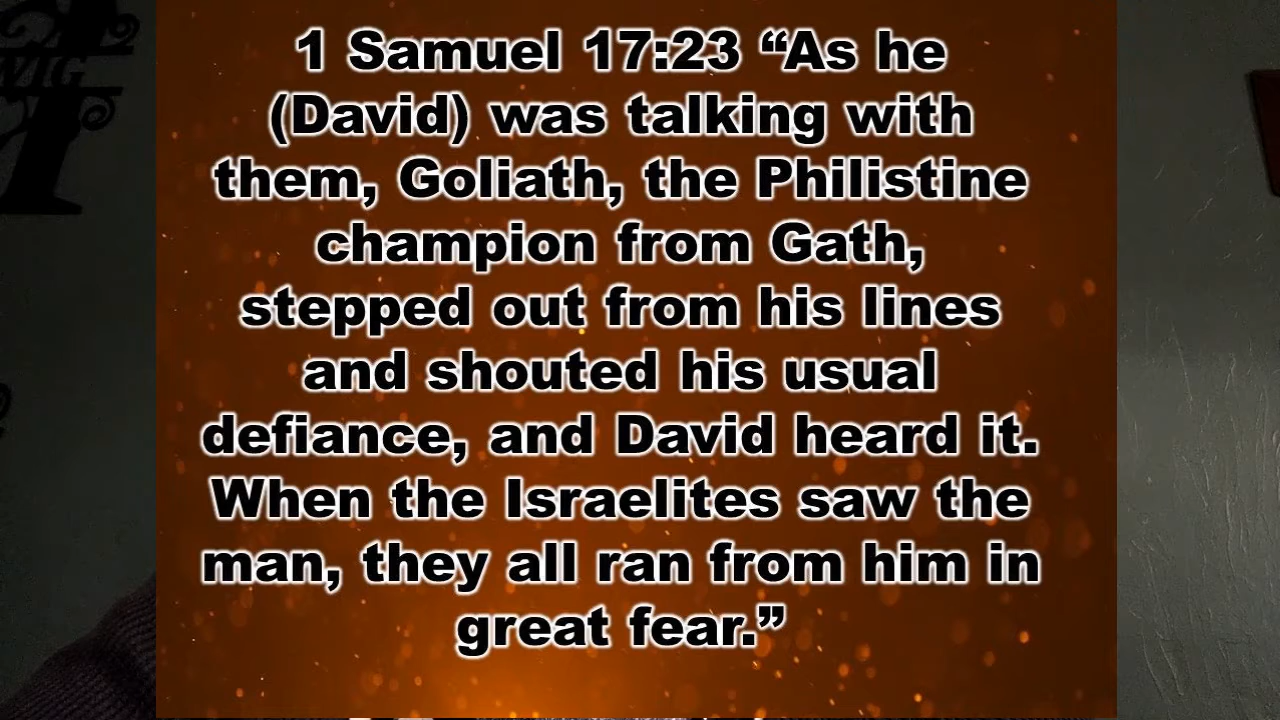 VIG
1 Samuel 17:23 “As he
(David) was talking with
them, Goliath, the Philistine
champion from Gath,
stepped out from his lines
and shouted his usual
defiance, and David heard it.
When the Israelites saw the
man, they all ran from him in
great fear.”